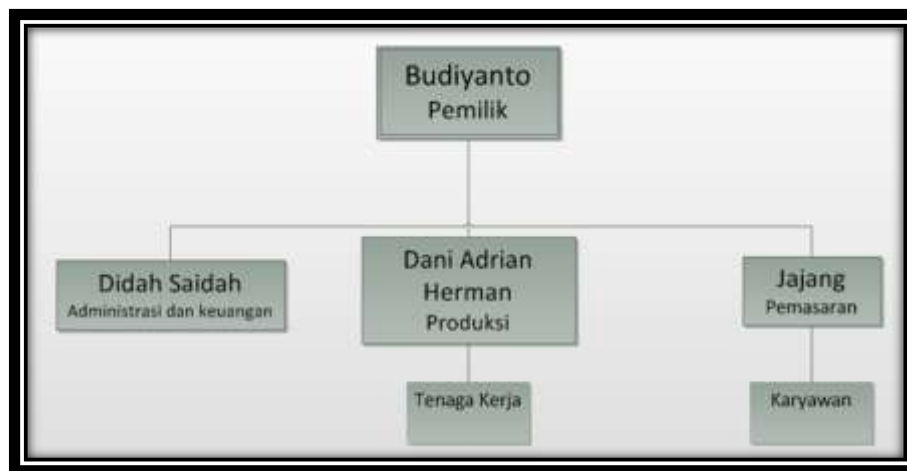 Budiyanto
Pemilik
Didah Saidah
Administrasi dan keuangan
Dani Adrian
Herman
Produksi
Jajang
Pemasaran
Tenaga Kerja
Karyawan